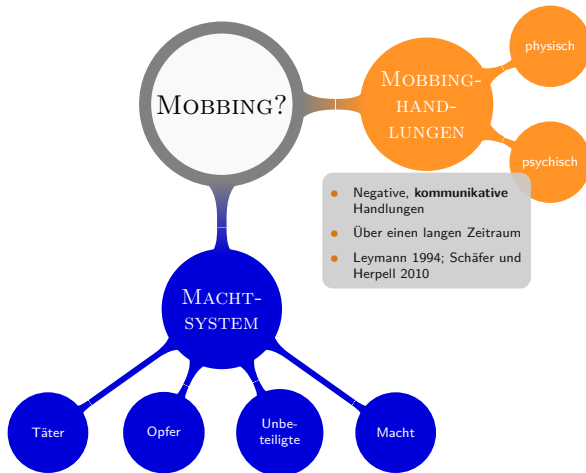 MOBBING?
MOBBING-
HAND-
LUNGEN
physisch
psychisch
Negative, kommunikative
Handlungen
Über einen langen Zeitraum
Leymann 1994; Schäfer und
Herpell 2010
MACHT-
SYSTEM
Täter
Opfer
Unbe-
teiligte
Macht